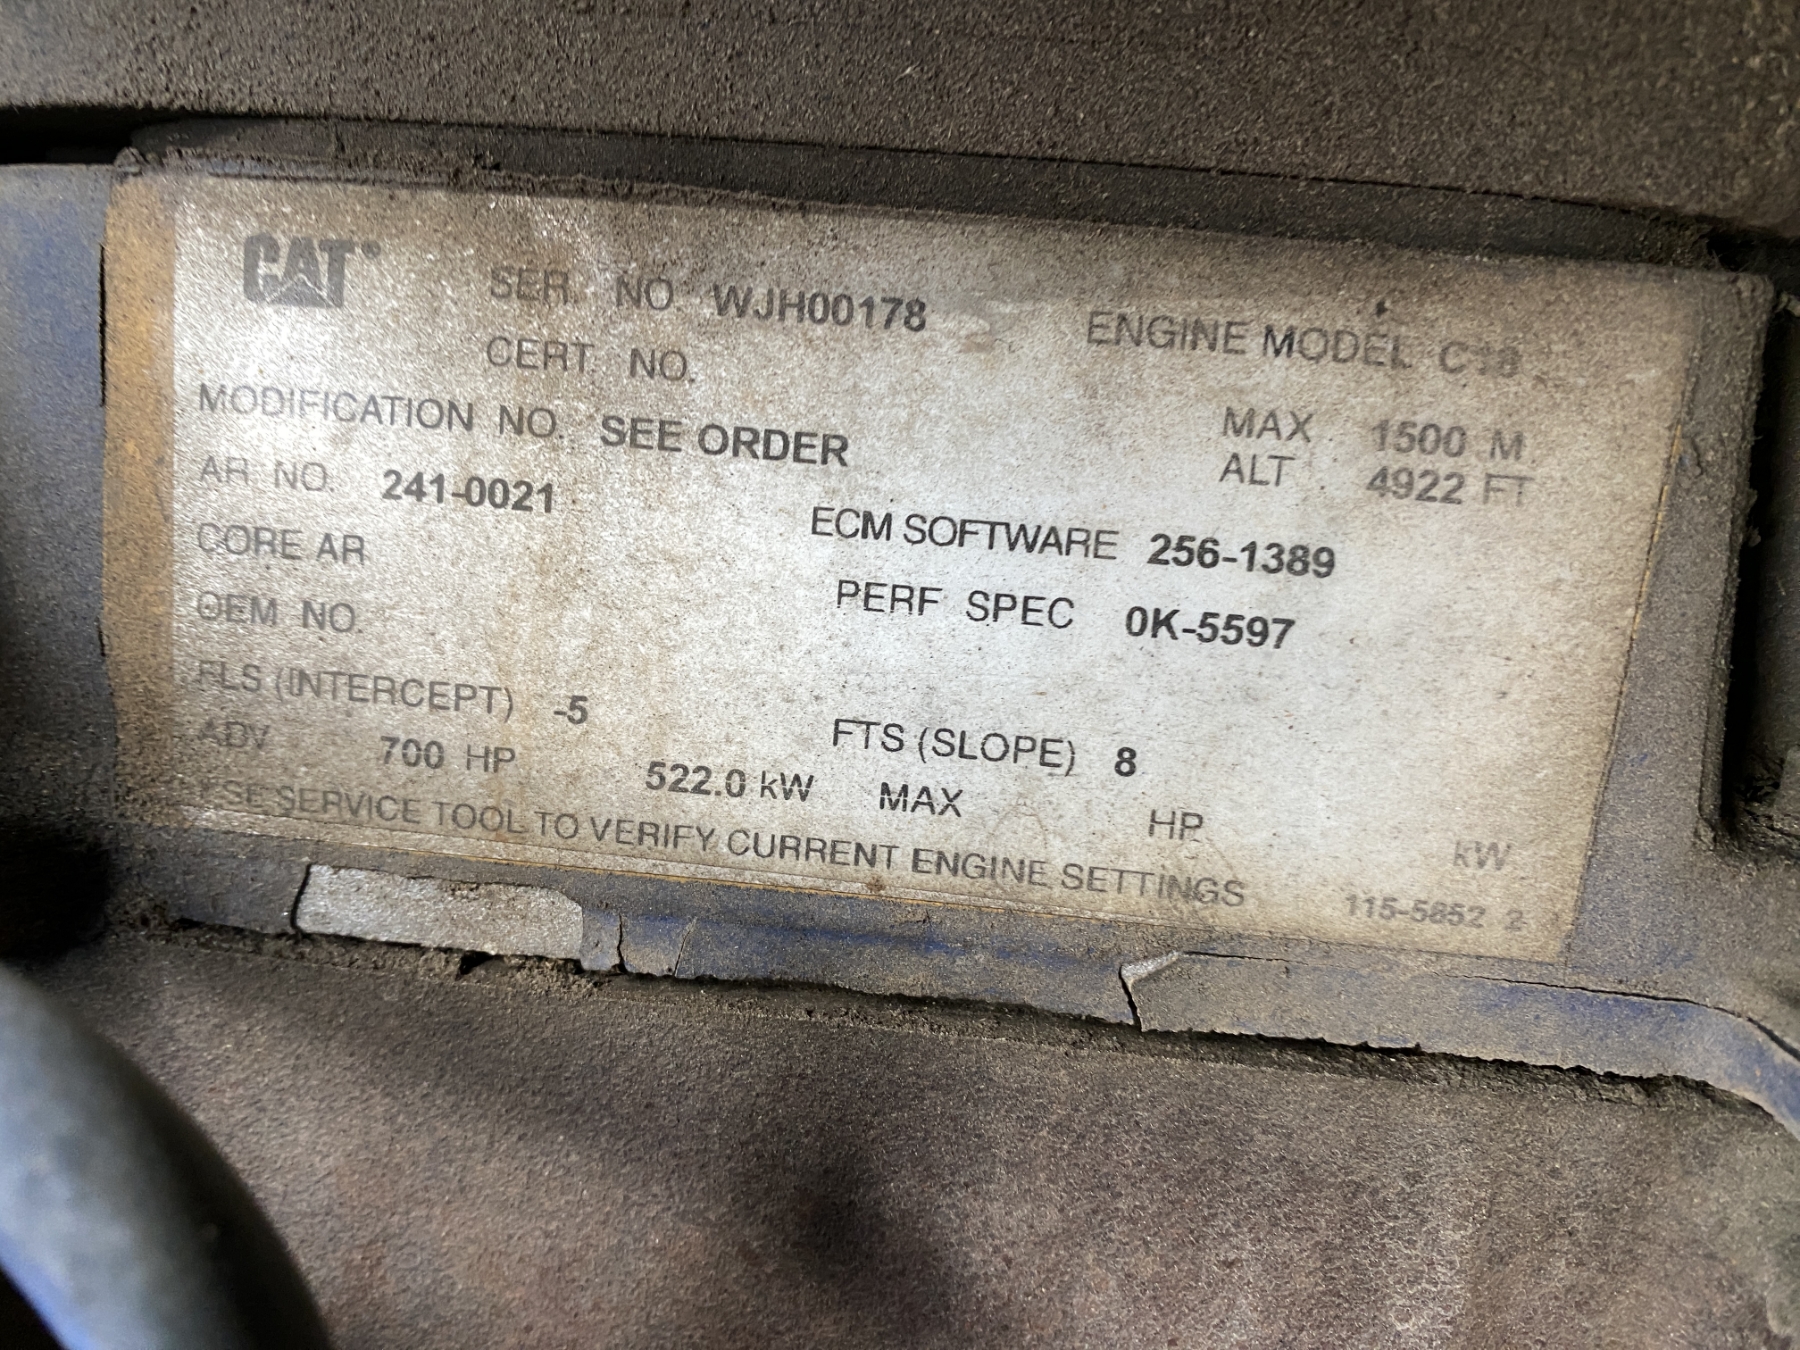 CAT
SER. NO. WJH00178 ENGINE MODEL C18
CERT. NO.
MODIFICATION NO. SEE ORDER MAX 1500 M.
AR NO. 241-0021 ALT 4922 FT
CORE AR ECM SOFTWARE 256-1389
OEM NO. PERF SPEC 0K-5597
FLS (INTERCEPT) -5 FTS (SLOPE) 8
ADV 700 HP 522.0 kW MAX HP kW
SERVICE TOOL TO VERIFY CURRENT ENGINE SETTINGS 115-5852 2